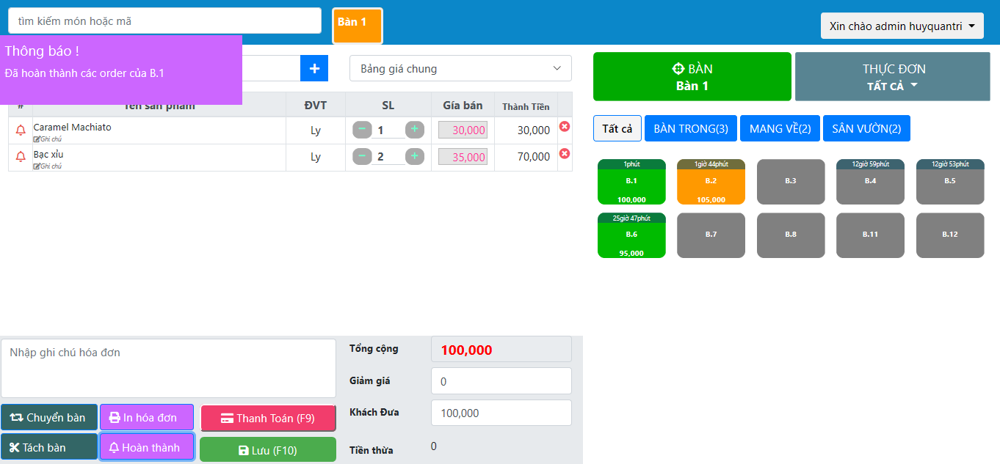 tìm kiếm món hoặc mã
Bàn 1
Xin chào admin huyquantri
Thông báo !
Đã hoàn thành các order của B.1
+
Bảng giá chung
BÀN
Bàn 1
THỰC ĐƠN
TẤT CẢ
# Tên sản phẩm ĐVT SL Gía bán Thành Tiền
Caramel Machiato Ly − 1 + 30,000 30,000
Ghi chú
Bạc xỉu Ly − 2 + 35,000 70,000
Ghi chú
Tất cả BÀN TRONG(3) MANG VỀ(2) SÂN VƯỜN(2)
1phút
B.1
100,000
1giờ 44phút
B.2
105,000
B.3
12giờ 59phút
B.4
12giờ 53phút
B.5
25giờ 47phút
B.6
95,000
B.7
B.8
B.11
B.12
Nhập ghi chú hóa đơn
Tổng cộng 100,000
Giảm giá 0
Khách Đưa 100,000
Tiền thừa 0
Chuyển bàn In hóa đơn Thanh Toán (F9)
Tách bàn Hoàn thành Lưu (F10)